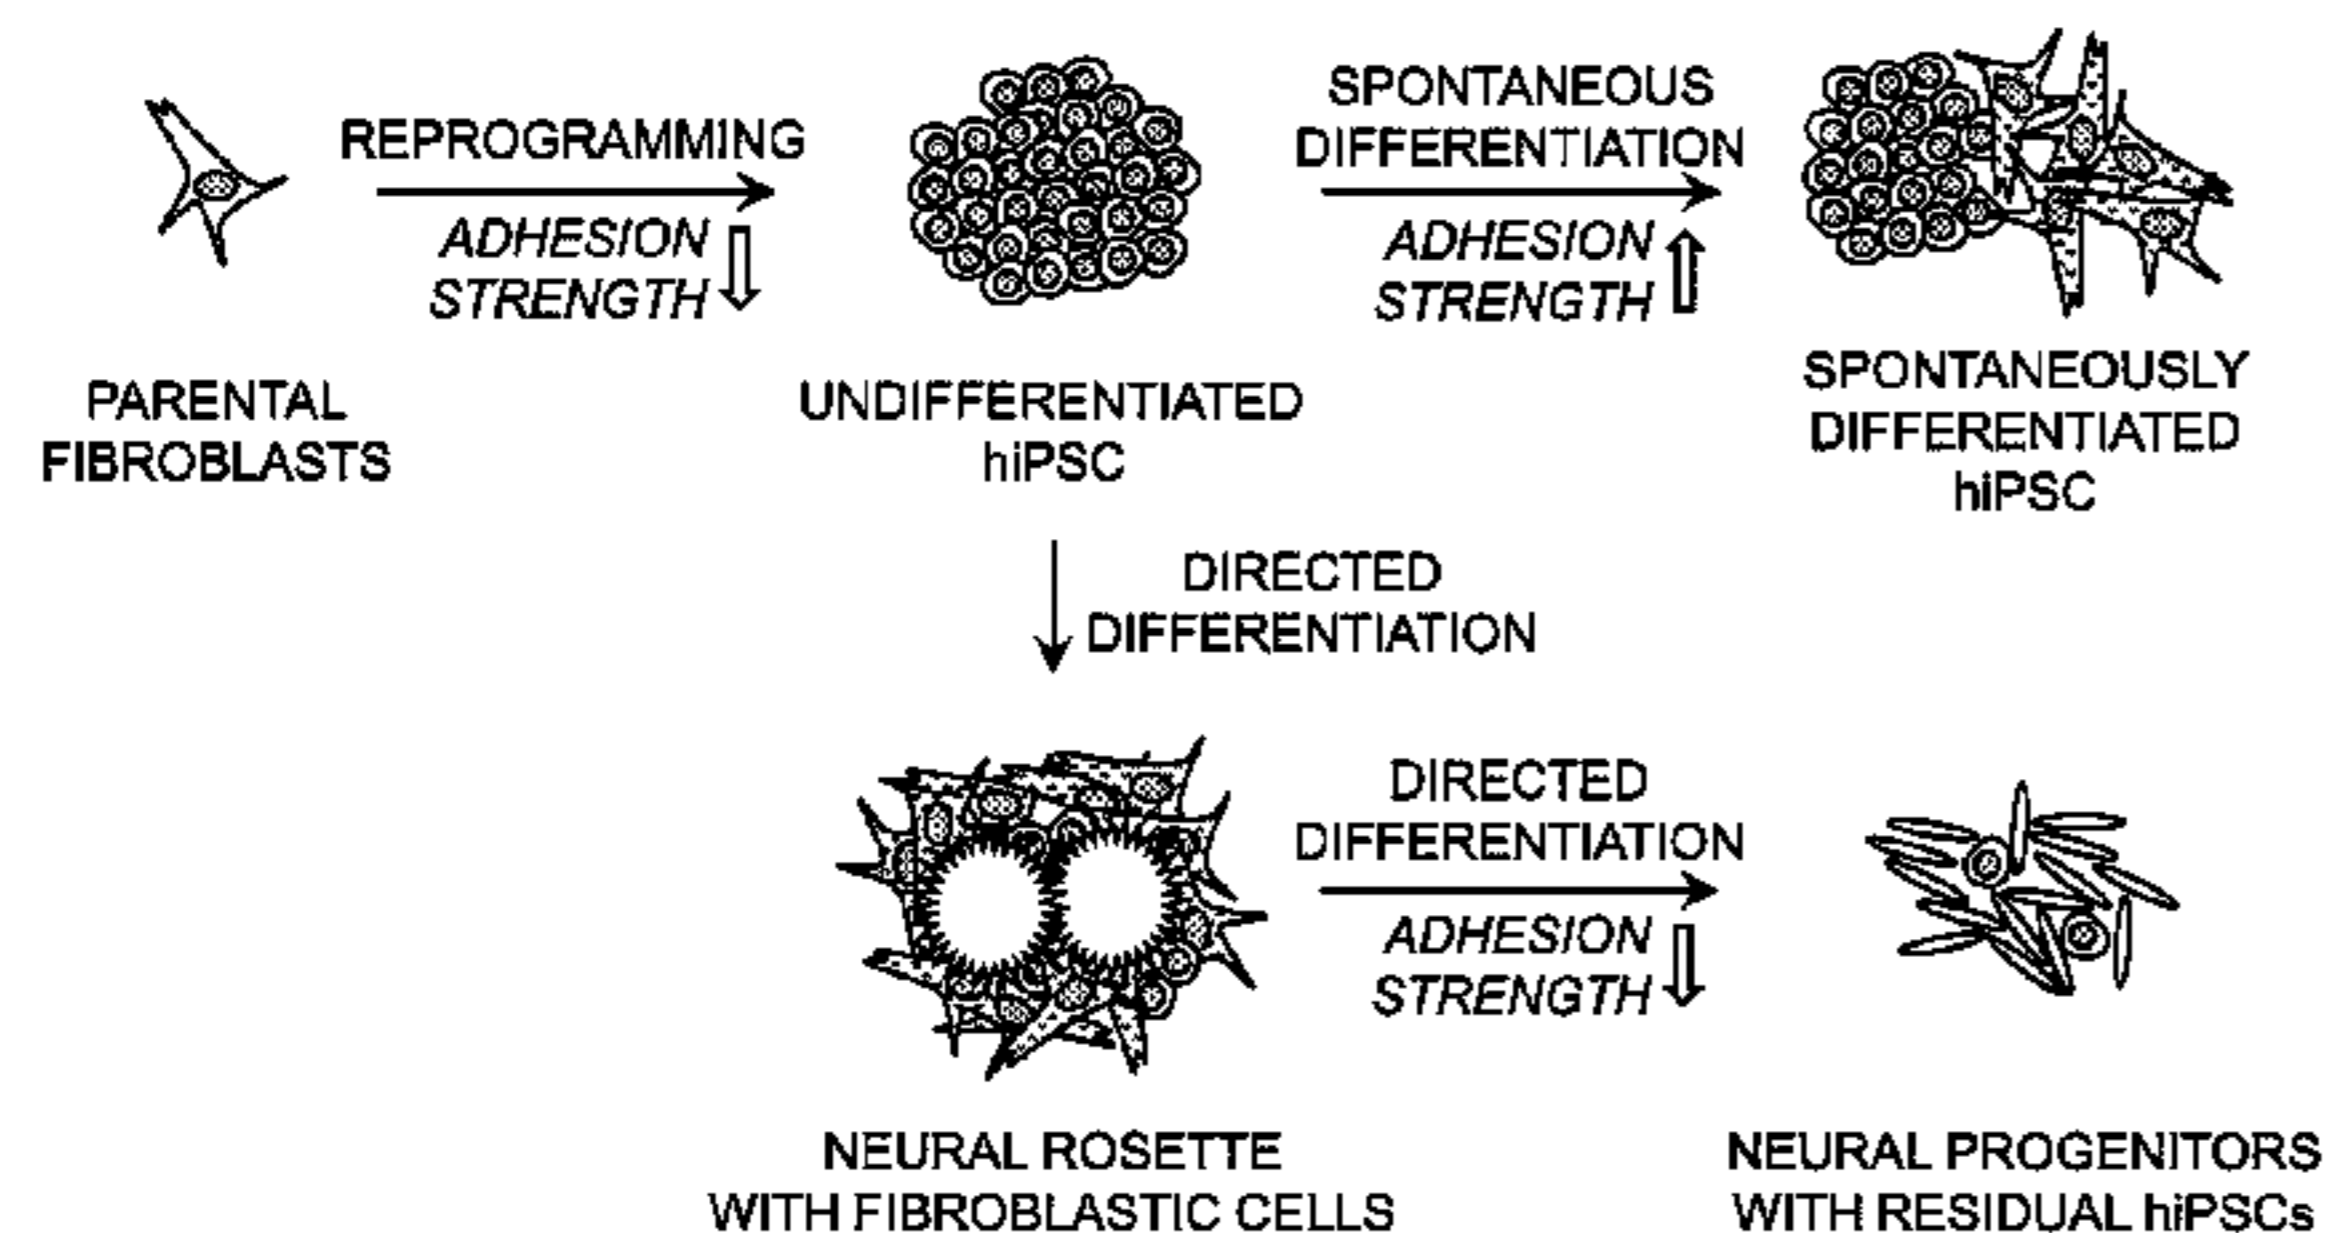 REPROGRAMMING
ADHESION
STRENGTH
SPONTANEOUS
DIFFERENTIATION
ADHESION
STRENGTH
PARENTAL
FIBROBLASTS
UNDIFFERENTIATED
hiPSC
SPONTANEOUSLY
DIFFERENTIATED
hiPSC
DIRECTED
DIFFERENTIATION
DIRECTED
DIFFERENTIATION
ADHESION
STRENGTH
NEURAL ROSETTE
WITH FIBROBLASTIC CELLS
NEURAL PROGENITORS
WITH RESIDUAL hiPSCs